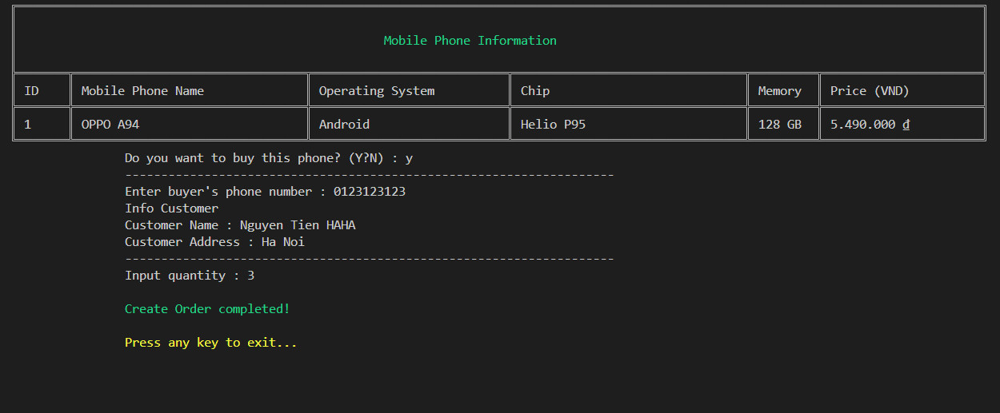 Mobile Phone Information
ID Mobile Phone Name Operating System Chip Memory Price (VND)
1 OPPO A94 Android Helio P95 128 GB 5.490.000 ₫
Do you want to buy this phone? (Y?N) : y
--------------------------------------------------------------------
Enter buyer's phone number : 0123123123
Info Customer
Customer Name : Nguyen Tien HAHA
Customer Address : Ha Noi
--------------------------------------------------------------------
Input quantity : 3
Create Order completed!
Press any key to exit...